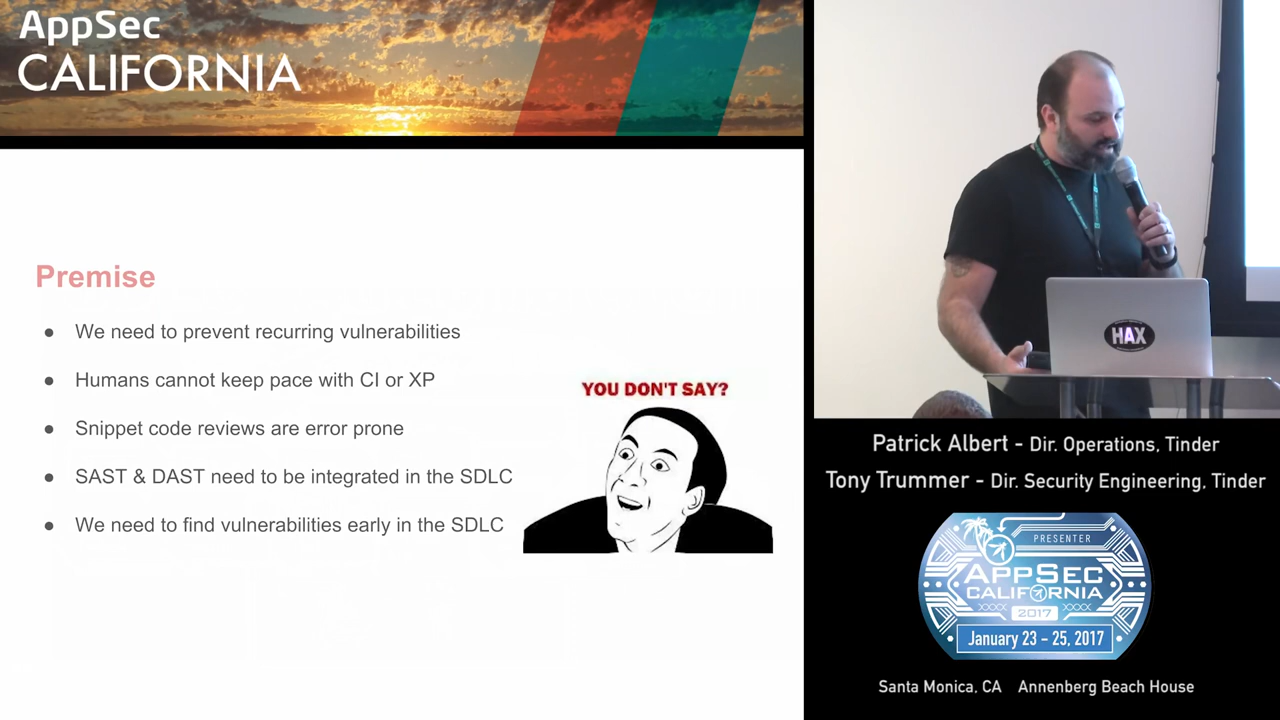 AppSec
CALIFORNIA
Premise
● We need to prevent recurring vulnerabilities
● Humans cannot keep pace with CI or XP
● Snippet code reviews are error prone
● SAST & DAST need to be integrated in the SDLC
● We need to find vulnerabilities early in the SDLC
YOU DON'T SAY?
HAX
Patrick Albert - Dir. Operations, Tinder
Tony Trummer - Dir. Security Engineering, Tinder
PRESENTER
APPSEC
CALIFORNIA
XXXX 2017 XXXX
January 23 - 25, 2017
Santa Monica, CA Annenberg Beach House